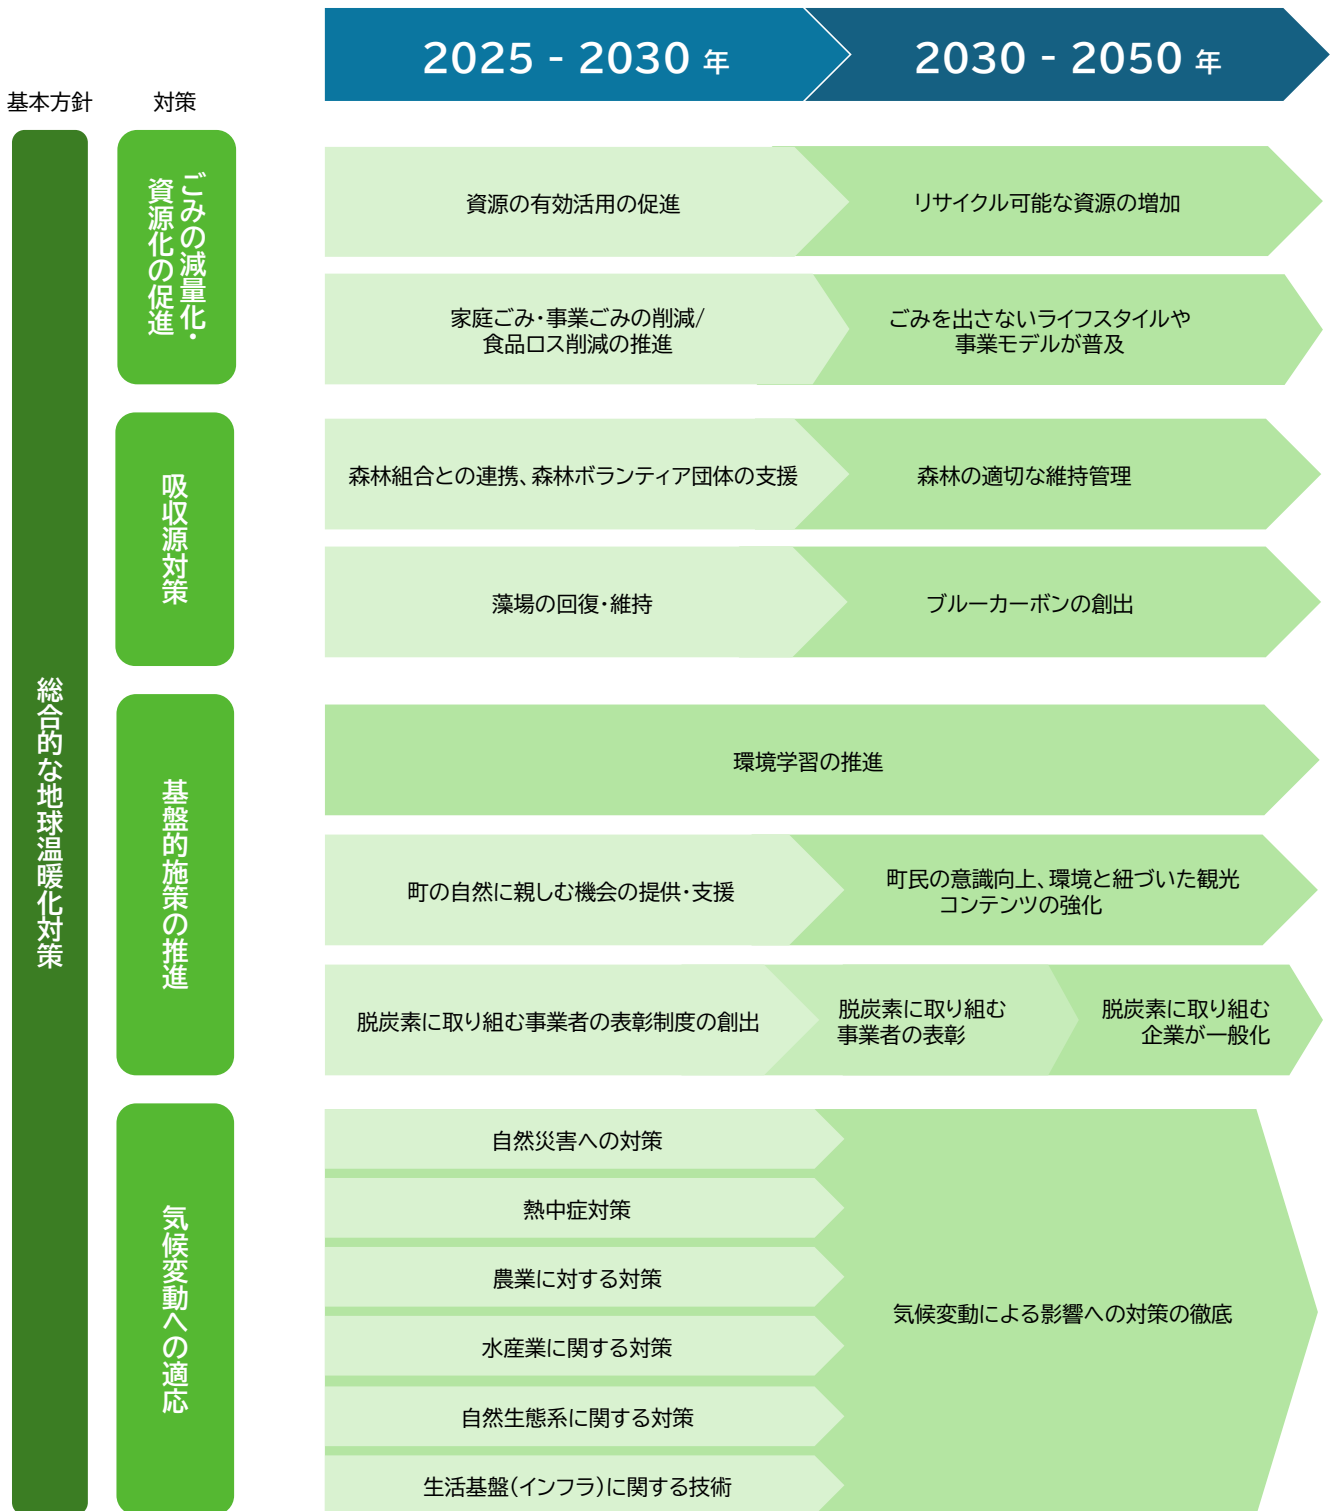 2025 - 2030 年
2030 - 2050 年
基本方針
対策
総合的な地球温暖化対策
ごみの減量化・
資源化の促進
資源の有効活用の促進
リサイクル可能な資源の増加
家庭ごみ・事業ごみの削減/
食品ロス削減の推進
ごみを出さないライフスタイルや
事業モデルが普及
吸収源対策
森林組合との連携、森林ボランティア団体の支援
森林の適切な維持管理
藻場の回復・維持
ブルーカーボンの創出
基盤的施策の推進
環境学習の推進
町の自然に親しむ機会の提供・支援
町民の意識向上、環境と紐づいた観光
コンテンツの強化
脱炭素に取り組む事業者の表彰制度の創出
脱炭素に取り組む
事業者の表彰
脱炭素に取り組む
企業が一般化
気候変動への適応
自然災害への対策
熱中症対策
農業に対する対策
水産業に関する対策
自然生態系に関する対策
生活基盤(インフラ)に関する技術
気候変動による影響への対策の徹底